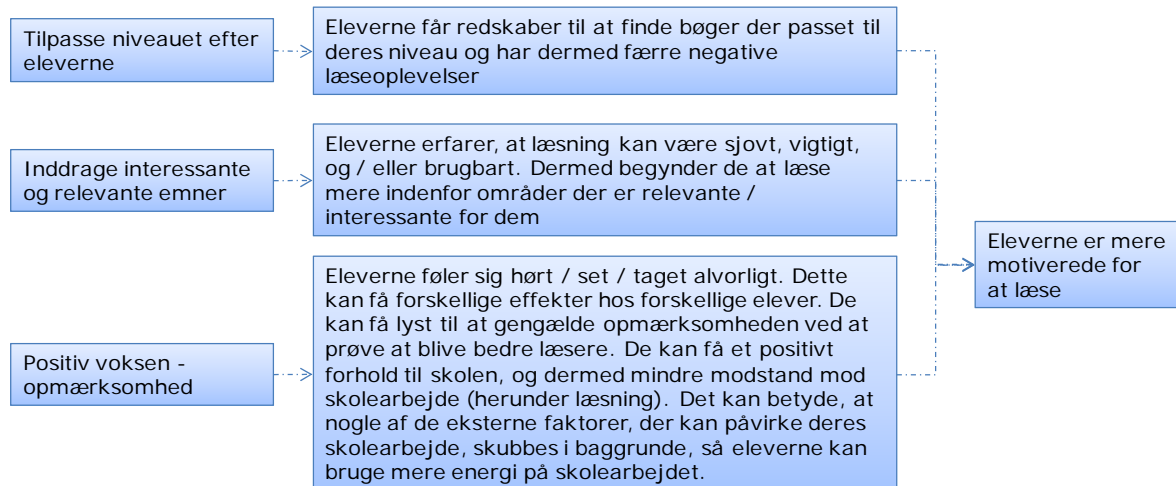 Tilpasse niveauet efter
eleverne
Eleverne får redskaber til at finde bøger der passet til
deres niveau og har dermed færre negative
læseoplevelser
Inddrage interessante
og relevante emner
Eleverne erfarer, at læsning kan være sjovt, vigtigt,
og / eller brugbart. Dermed begynder de at læse
mere indenfor områder der er relevante /
interessante for dem
Positiv voksen -
opmærksomhed
Eleverne føler sig hørt / set / taget alvorligt. Dette
kan få forskellige effekter hos forskellige elever. De
kan få lyst til at gengælde opmærksomheden ved at
prøve at blive bedre læsere. De kan få et positivt
forhold til skolen, og dermed mindre modstand mod
skolearbejde (herunder læsning). Det kan betyde, at
nogle af de eksterne faktorer, der kan påvirke deres
skolearbejde, skubbes i baggrunde, så eleverne kan
bruge mere energi på skolearbejdet.
Eleverne er mere
motiverede for
at læse